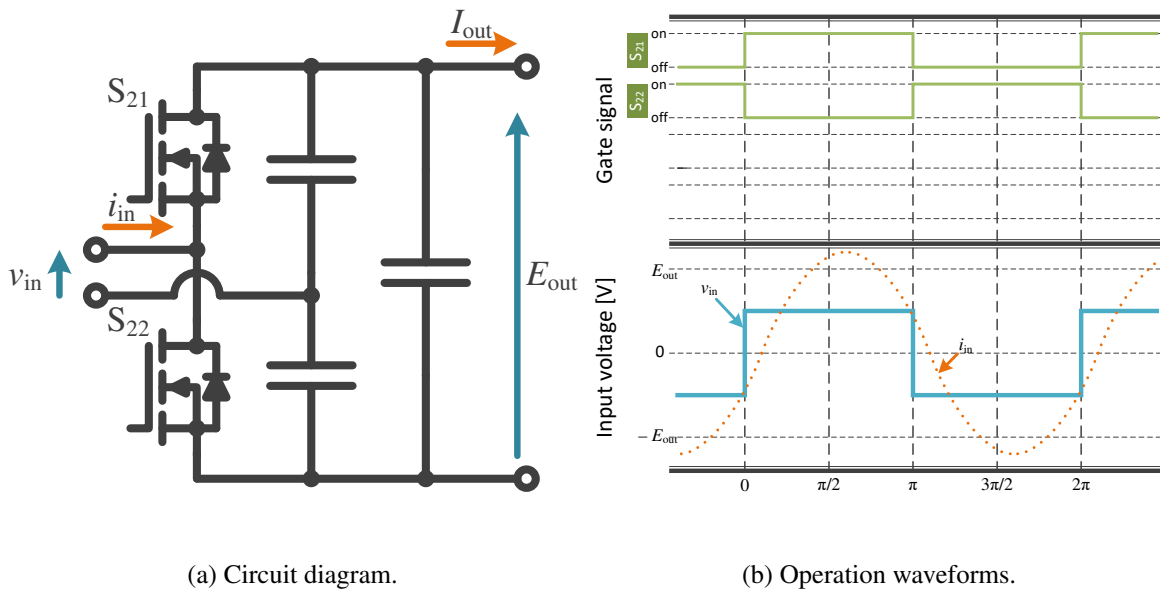 I_out
S_21
i_in
v_in
E_out
S_22
(a) Circuit diagram.
Gate signal
S_21
on
off
S_22
on
off
Input voltage [V]
E_out
v_in
0
i_in
−E_out
0
π/2
π
3π/2
2π
(b) Operation waveforms.